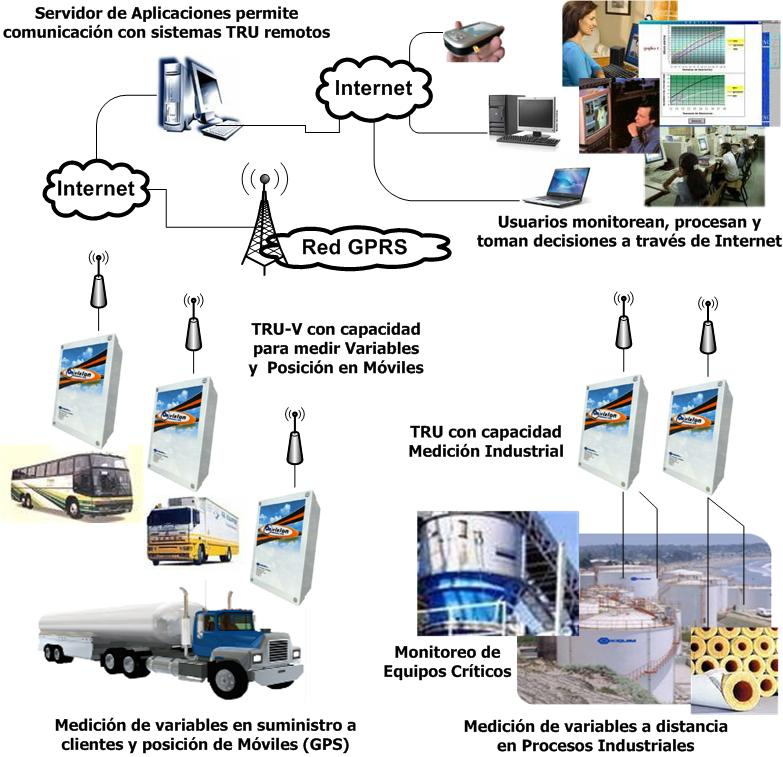 Servidor de Aplicaciones permite
comunicación con sistemas TRU remotos
Internet
Internet
Red GPRS
Usuarios monitorean, procesan y
toman decisiones a través de Internet
TRU-V con capacidad
para medir Variables
y Posición en Móviles
TRU con capacidad
Medición Industrial
Monitoreo de
Equipos Críticos
OXIQUIM
Medición de variables en suministro a
clientes y posición de Móviles (GPS)
Medición de variables a distancia
en Procesos Industriales